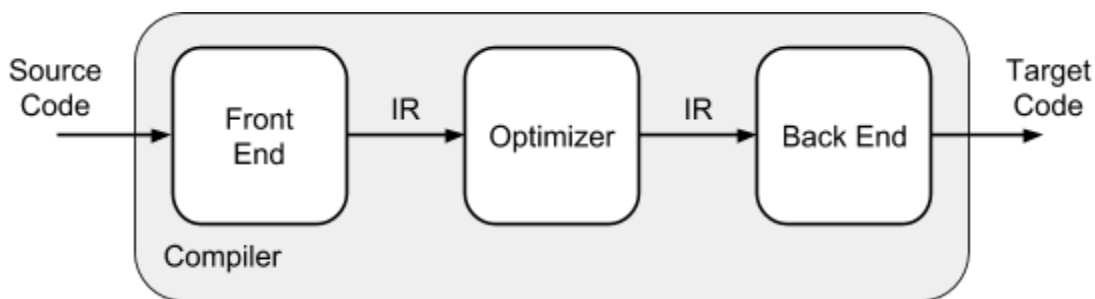 Source
Code
Front
End
IR
Optimizer
IR
Back End
Target
Code
Compiler